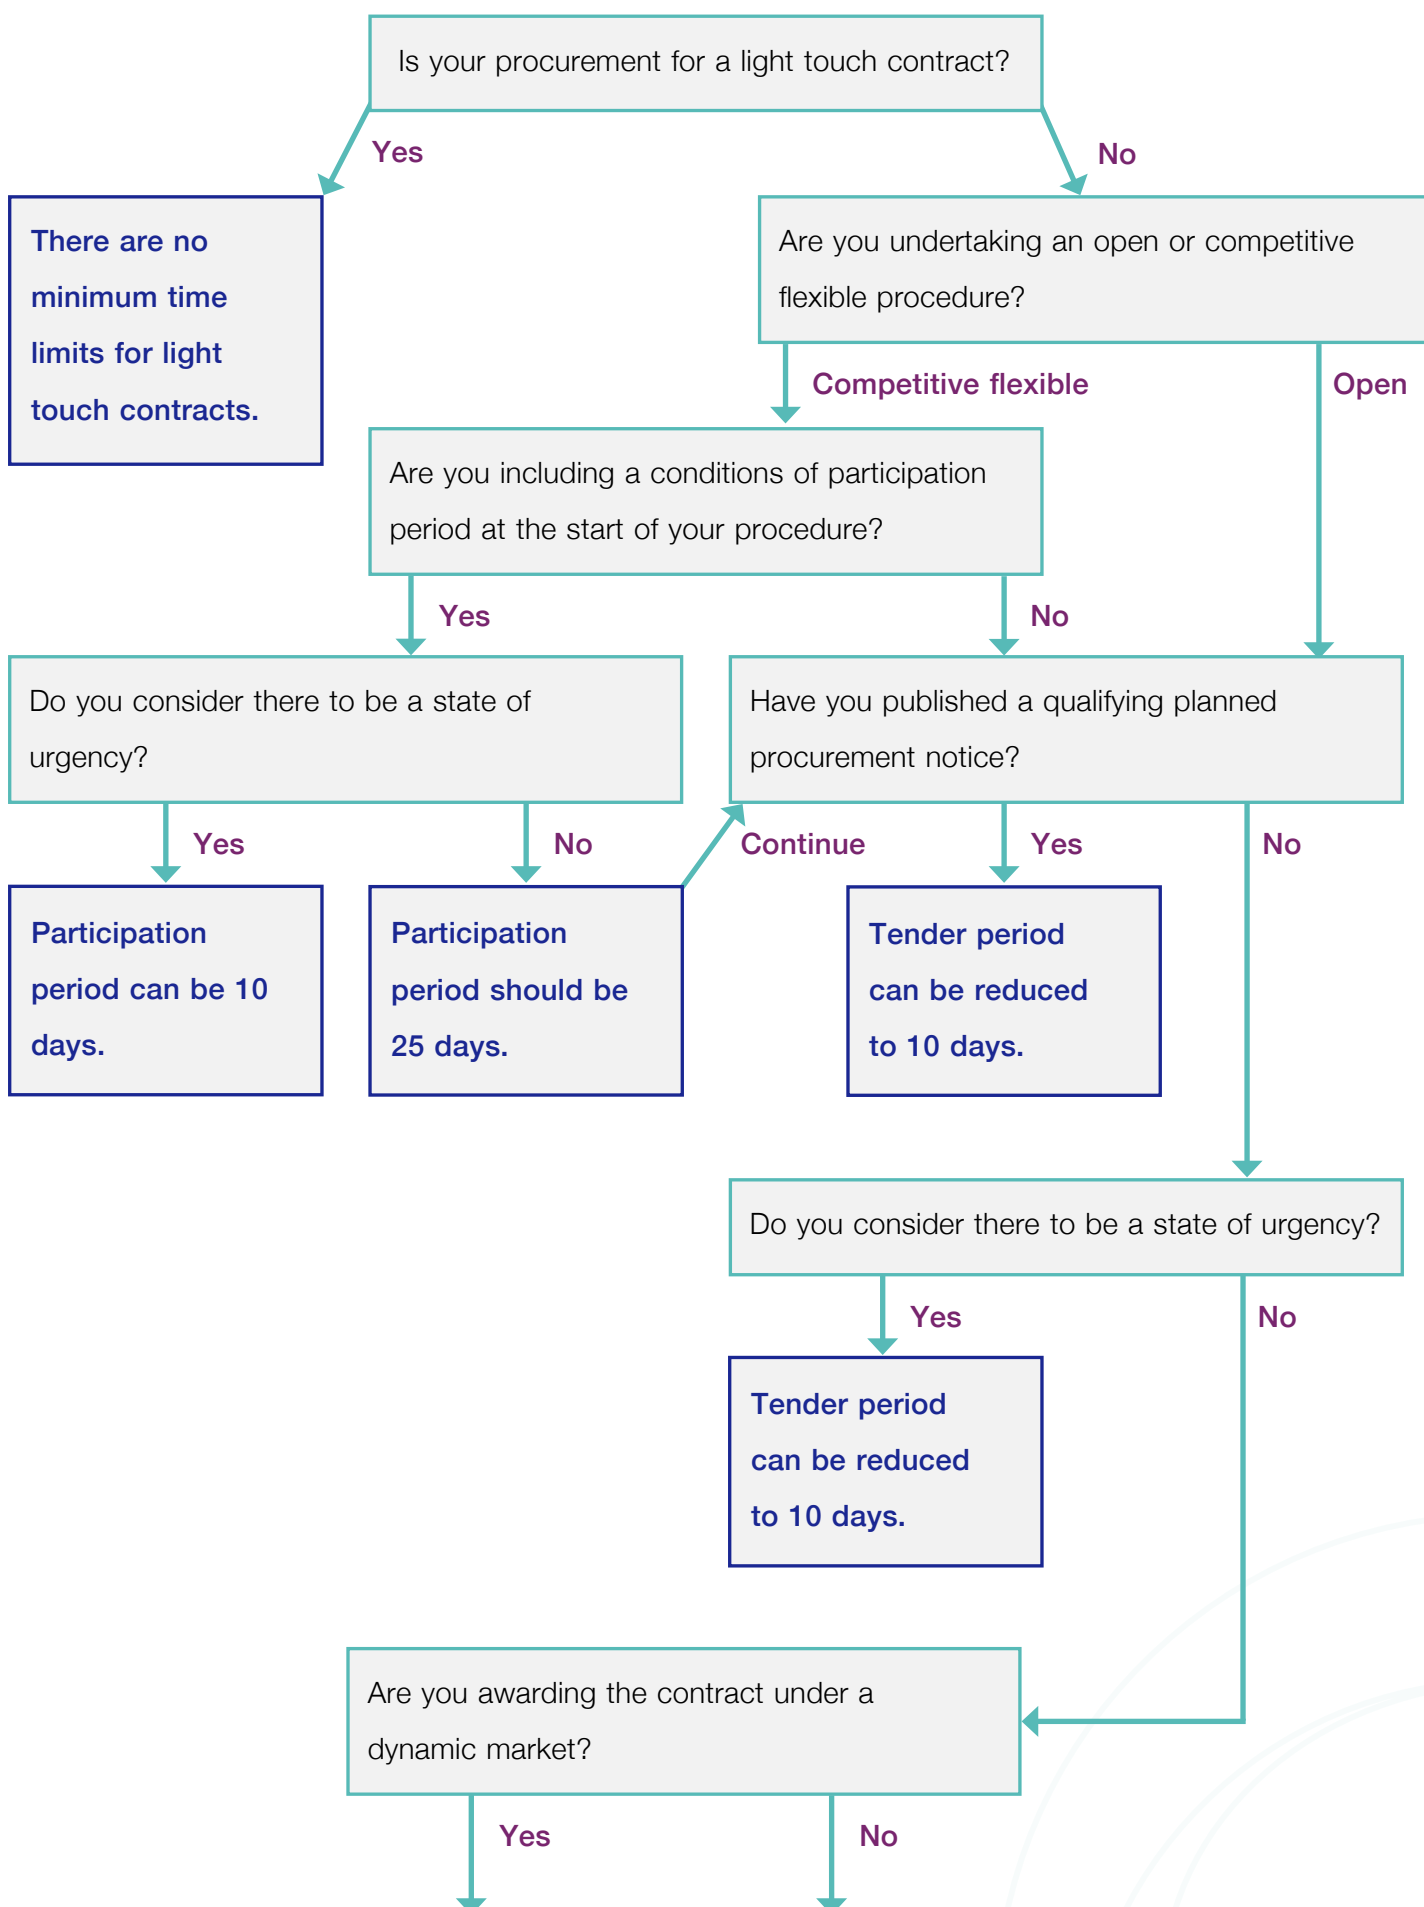 Is your procurement for a light touch contract?
Yes
No
There are no
minimum time
limits for light
touch contracts.
Are you undertaking an open or competitive
flexible procedure?
Competitive flexible
Open
Are you including a conditions of participation
period at the start of your procedure?
Yes
No
Do you consider there to be a state of
urgency?
Have you published a qualifying planned
procurement notice?
Yes
No
Continue
Yes
No
Participation
period can be 10
days.
Participation
period should be
25 days.
Tender period
can be reduced
to 10 days.
Do you consider there to be a state of urgency?
Yes
No
Tender period
can be reduced
to 10 days.
Are you awarding the contract under a
dynamic market?
Yes
No